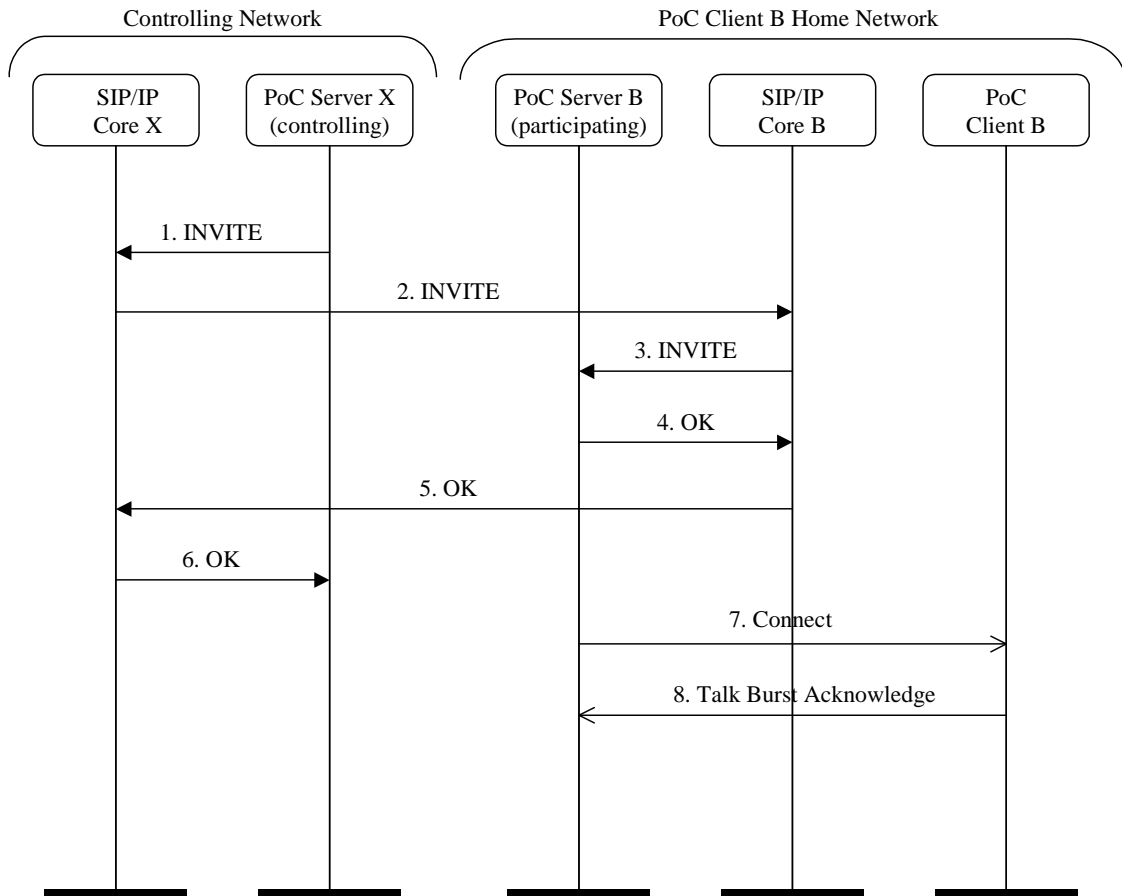 Controlling Network
PoC Client B Home Network
SIP/IP
Core X
PoC Server X
(controlling)
PoC Server B
(participating)
SIP/IP
Core B
PoC
Client B
1. INVITE
2. INVITE
3. INVITE
4. OK
5. OK
6. OK
7. Connect
8. Talk Burst Acknowledge